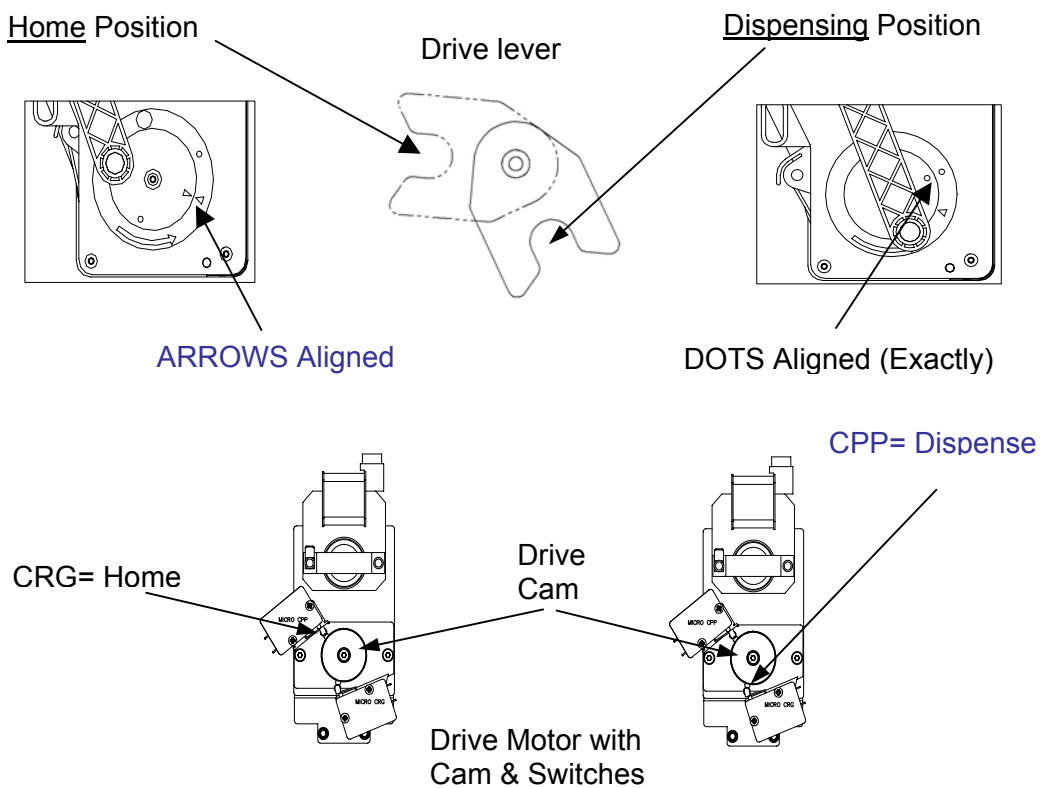 Home Position
Drive lever
Dispensing Position
ARROWS Aligned
DOTS Aligned (Exactly)
CPP= Dispense
CRG= Home
Drive
Cam
MICRO CPP
MICRO CRG
MICRO CPP
MICRO CRG
Drive Motor with
Cam & Switches